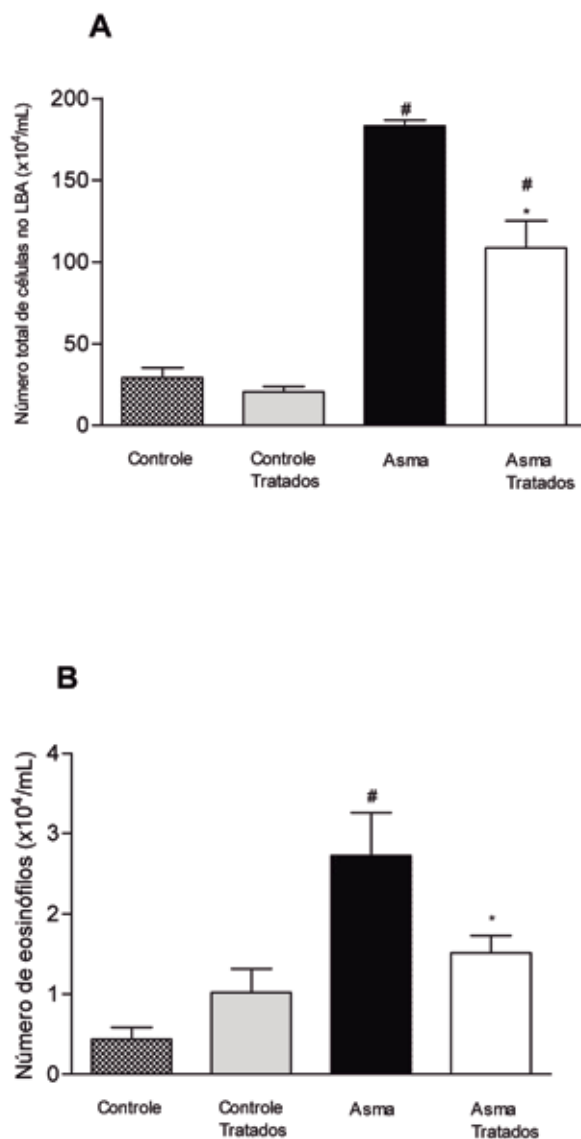 A
Número total de células no LBA (x10⁴/mL)
200
150
100
50
0
#
#
*
Controle
Controle
Tratados
Asma
Asma
Tratados
B
Número de eosinófilos (x10⁴/mL)
4
3
2
1
0
#
*
Controle
Controle
Tratados
Asma
Asma
Tratados